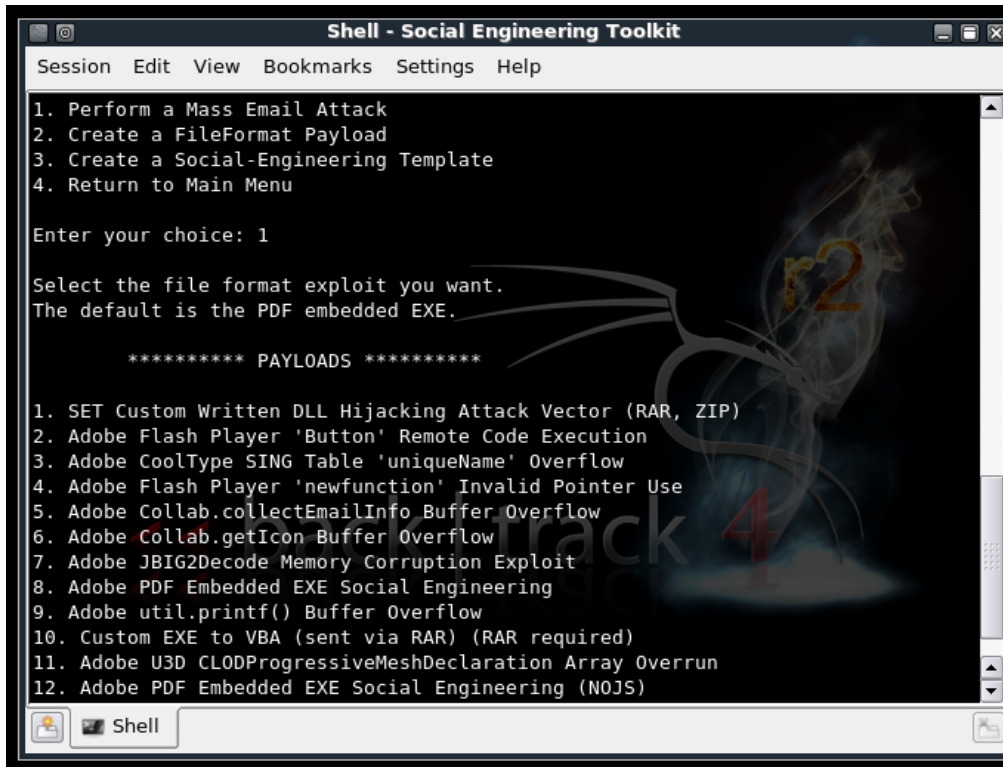 Shell - Social Engineering Toolkit
Session Edit View Bookmarks Settings Help
1. Perform a Mass Email Attack
2. Create a FileFormat Payload
3. Create a Social-Engineering Template
4. Return to Main Menu
Enter your choice: 1
Select the file format exploit you want.
The default is the PDF embedded EXE.
********** PAYLOADS **********
1. SET Custom Written DLL Hijacking Attack Vector (RAR, ZIP)
2. Adobe Flash Player 'Button' Remote Code Execution
3. Adobe CoolType SING Table 'uniqueName' Overflow
4. Adobe Flash Player 'newfunction' Invalid Pointer Use
5. Adobe Collab.collectEmailInfo Buffer Overflow
6. Adobe Collab.getIcon Buffer Overflow
7. Adobe JBIG2Decode Memory Corruption Exploit
8. Adobe PDF Embedded EXE Social Engineering
9. Adobe util.printf() Buffer Overflow
10. Custom EXE to VBA (sent via RAR) (RAR required)
11. Adobe U3D CLODProgressiveMeshDeclaration Array Overrun
12. Adobe PDF Embedded EXE Social Engineering (NOJS)
r2
<< back | track 4
Shell